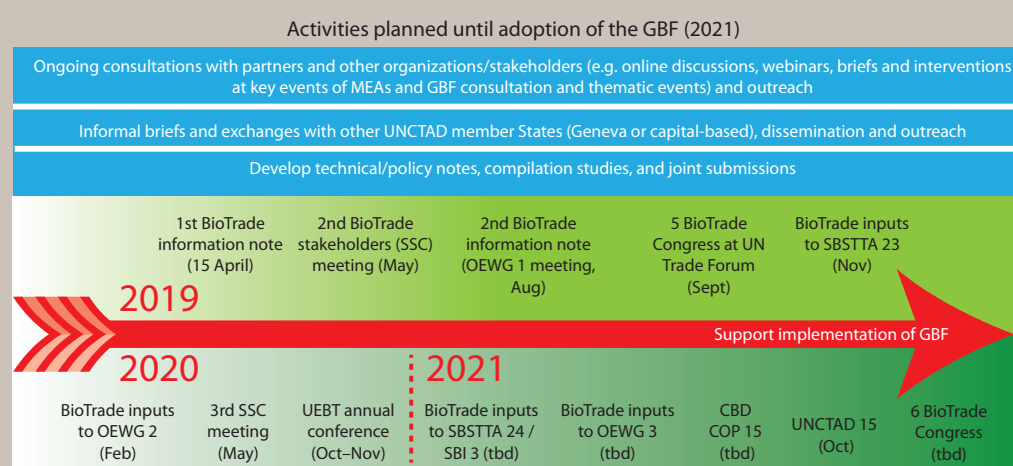 Activities planned until adoption of the GBF (2021)
Ongoing consultations with partners and other organizations/stakeholders (e.g. online discussions, webinars, briefs and interventions
at key events of MEAs and GBF consultation and thematic events) and outreach
Informal briefs and exchanges with other UNCTAD member States (Geneva or capital-based), dissemination and outreach
Develop technical/policy notes, compilation studies, and joint submissions
1st BioTrade
information note
(15 April)
2nd BioTrade
stakeholders (SSC)
meeting (May)
2nd BioTrade
information note
(OEWG 1 meeting,
Aug)
5 BioTrade
Congress at UN
Trade Forum
(Sept)
BioTrade inputs
to SBSTTA 23
(Nov)
2019
Support implementation of GBF
2020
2021
BioTrade inputs
to OEWG 2
(Feb)
3rd SSC
meeting
(May)
UEBT annual
conference
(Oct–Nov)
BioTrade inputs
to SBSTTA 24 /
SBI 3 (tbd)
BioTrade inputs
to OEWG 3
(tbd)
CBD
COP 15
(tbd)
UNCTAD 15
(Oct)
6 BioTrade
Congress
(tbd)